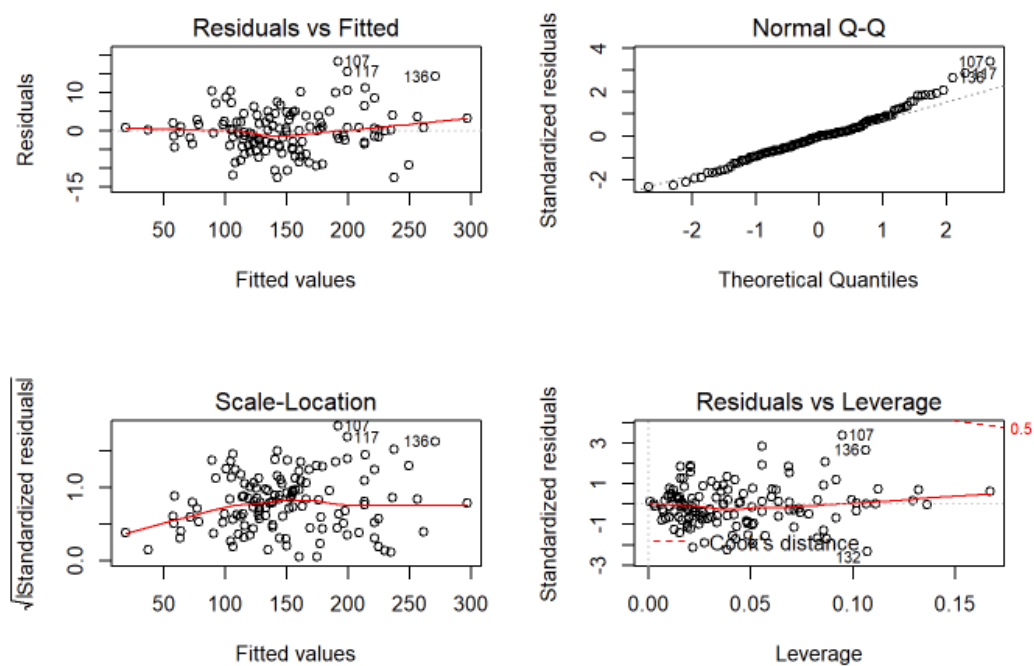 Residuals vs Fitted
Residuals
-15 0 10
107
117
136
50 100 150 200 250 300
Fitted values
Normal Q-Q
Standardized residuals
-2 0 2 4
107
117
136
-2 -1 0 1 2
Theoretical Quantiles
Scale-Location
√|Standardized residuals|
0.0 1.0
107
117
136
50 100 150 200 250 300
Fitted values
Residuals vs Leverage
Standardized residuals
-3 -1 1 3
107
136
0.5
Cook's distance
132
0.00 0.05 0.10 0.15
Leverage